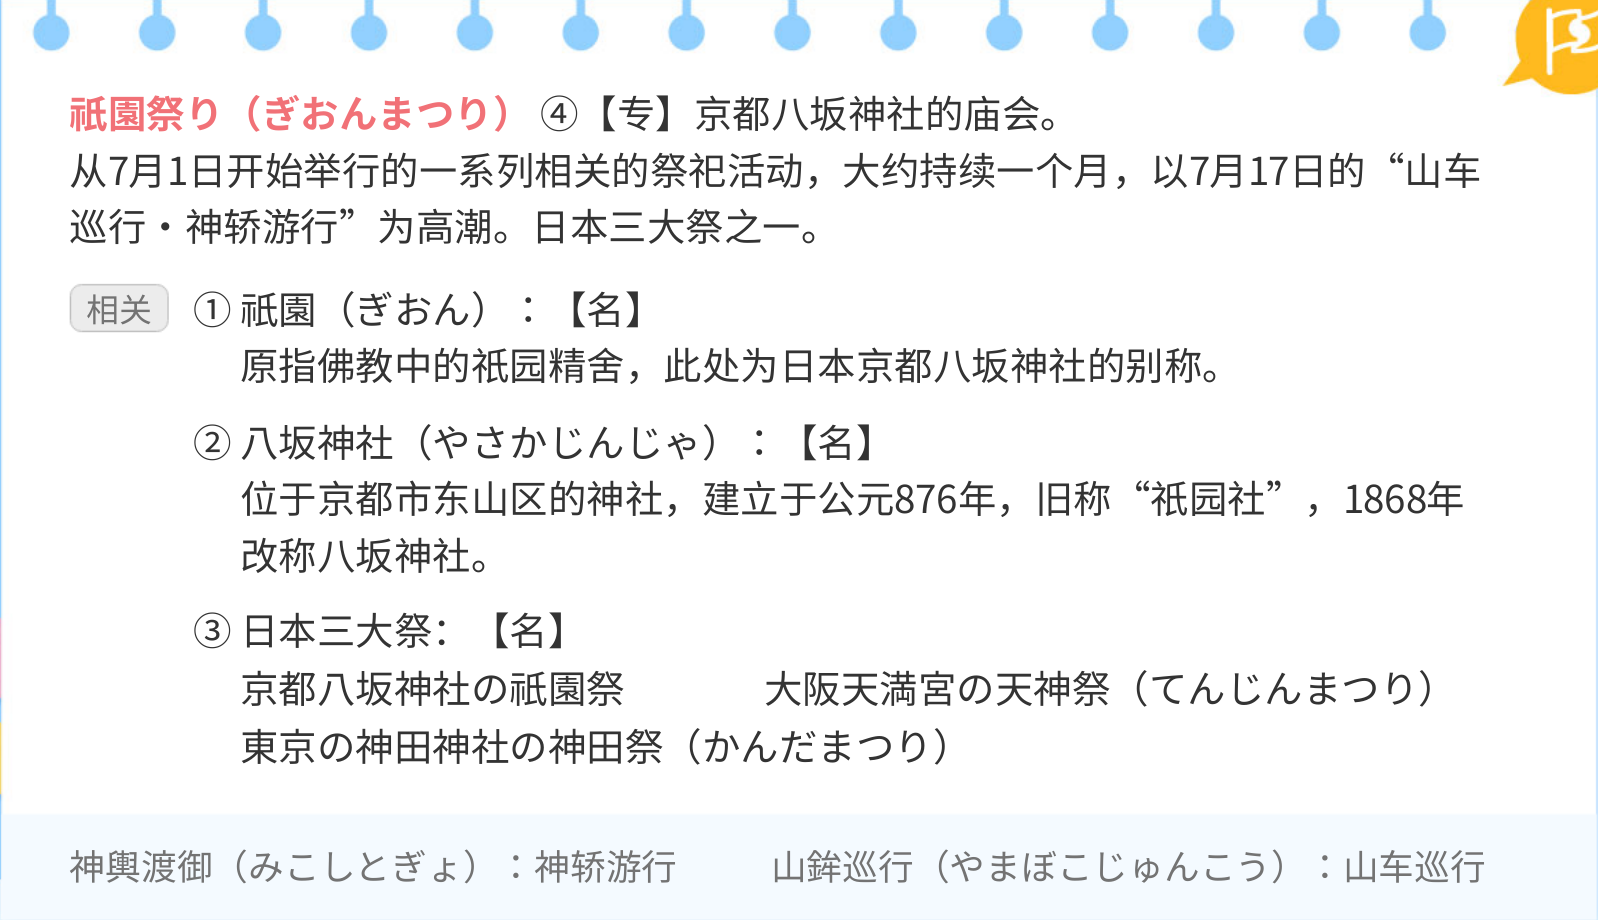 祇園祭り（ぎおんまつり） ④【专】京都八坂神社的庙会。
从7月1日开始举行的一系列相关的祭祀活动，大约持续一个月，以7月17日的“山车
巡行・神轿游行”为高潮。日本三大祭之一。
相关 ① 祇園（ぎおん）：【名】
原指佛教中的祇园精舍，此处为日本京都八坂神社的别称。
② 八坂神社（やさかじんじゃ）：【名】
位于京都市东山区的神社，建立于公元876年，旧称“祇园社”，1868年
改称八坂神社。
③ 日本三大祭：【名】
京都八坂神社の祇園祭 大阪天満宮の天神祭（てんじんまつり）
東京の神田神社の神田祭（かんだまつり）
神輿渡御（みこしとぎょ）：神轿游行 山鉾巡行（やまぼこじゅんこう）：山车巡行